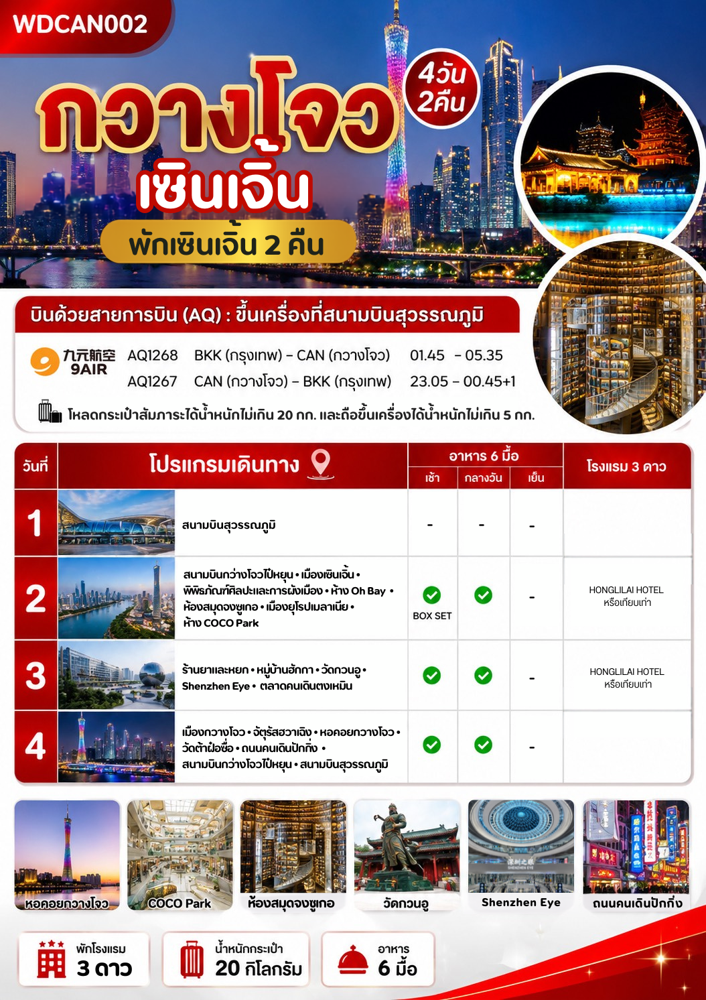 WDCAN002
กวางโจว
4วัน
2คืน
เซินเจิ้น
พักเซินเจิ้น 2 คืน
บินด้วยสายการบิน (AQ) : ขึ้นเครื่องที่สนามบินสุวรรณภูมิ
九元航空
9AIR
AQ1268 BKK (กรุงเทพ) – CAN (กวางโจว) 01.45 – 05.35
AQ1267 CAN (กวางโจว) – BKK (กรุงเทพ) 23.05 – 00.45+1
โหลดกระเป๋าสัมภาระได้น้ำหนักไม่เกิน 20 กก. และถือขึ้นเครื่องได้น้ำหนักไม่เกิน 5 กก.
วันที่ โปรแกรมเดินทาง อาหาร 6 มื้อ โรงแรม 3 ดาว
เช้า กลางวัน เย็น
1 สนามบินสุวรรณภูมิ - - -
2
สนามบินกว่างโจวไป๋หยุน • เมืองเซินเจิ้น •
พิพิธภัณฑ์ศิลปะและการผังเมือง • ห้าง Oh Bay •
ห้องสมุดจงซูเกอ • เมืองยุโรปเมลาเนีย •
ห้าง COCO Park
BOX SET
-
HONGLILAI HOTEL
หรือเทียบเท่า
3
ร้านยาและหยก • หมู่บ้านฮักกา • วัดกวนอู •
Shenzhen Eye • ตลาดคนเดินตงเหมิน
-
HONGLILAI HOTEL
หรือเทียบเท่า
4
เมืองกวางโจว • จัตุรัสฮวาเฉิง • หอคอยกวางโจว •
วัดต้าฝอซื่อ • ถนนคนเดินปักกิ่ง •
สนามบินกว่างโจวไป๋หยุน • สนามบินสุวรรณภูมิ
-
深圳之眼
SHENZHEN EYE
หอคอยกวางโจว
COCO Park
ห้องสมุดจงซูเกอ
วัดกวนอู
Shenzhen Eye
ถนนคนเดินปักกิ่ง
พักโรงแรม
3 ดาว
น้ำหนักกระเป๋า
20 กิโลกรัม
อาหาร
6 มื้อ